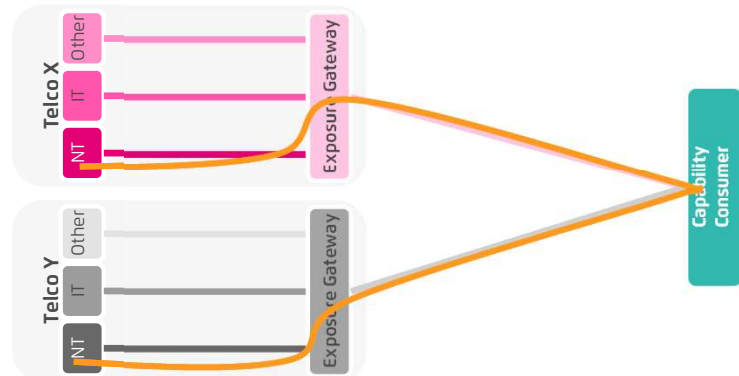 Telco X
Other
IT
NT
Exposure Gateway
Telco Y
Other
IT
NT
Exposure Gateway
Capability
Consumer